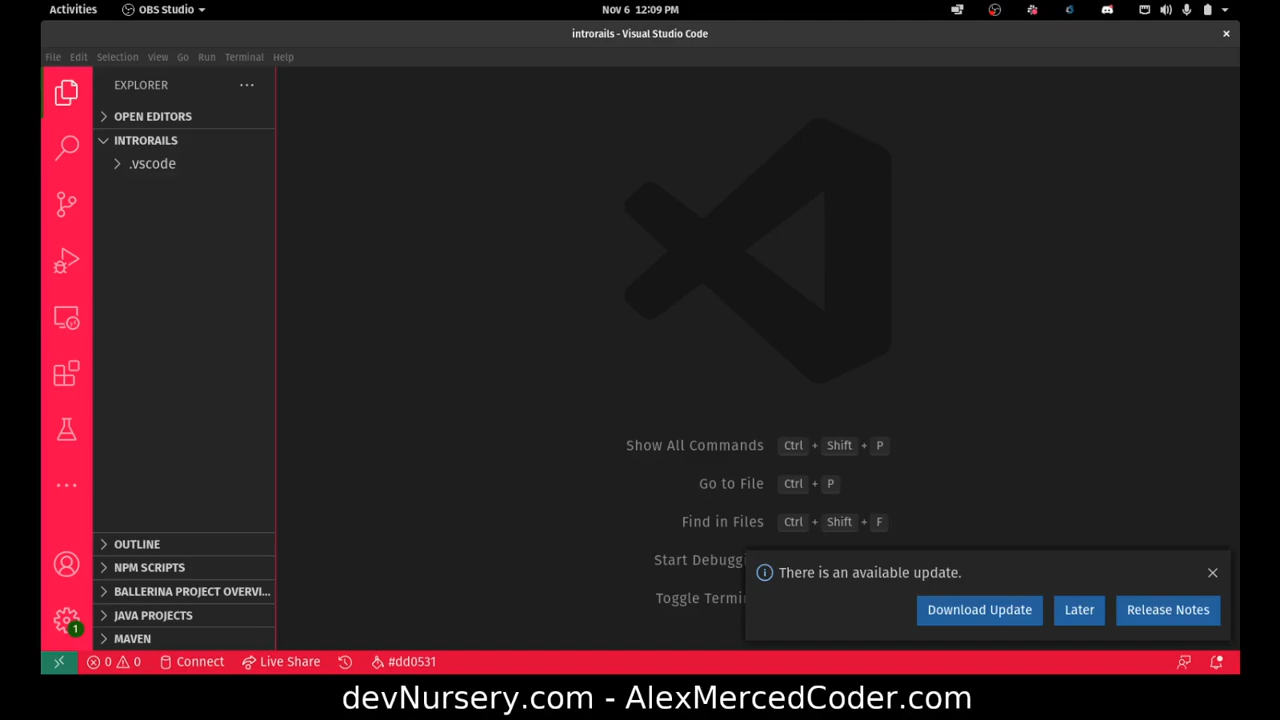 Activities OBS Studio Nov 6 12:09 PM
introrails - Visual Studio Code
File Edit Selection View Go Run Terminal Help
EXPLORER
OPEN EDITORS
INTRORAILS
.vscode
Show All Commands Ctrl + Shift + P
Go to File Ctrl + P
Find in Files Ctrl + Shift + F
Start Debuggi
Toggle Termi
OUTLINE
NPM SCRIPTS
BALLERINA PROJECT OVERVI...
JAVA PROJECTS
MAVEN
1
There is an available update.
Download Update Later Release Notes
0 0 Connect Live Share #dd0531
devNursery.com - AlexMercedCoder.com